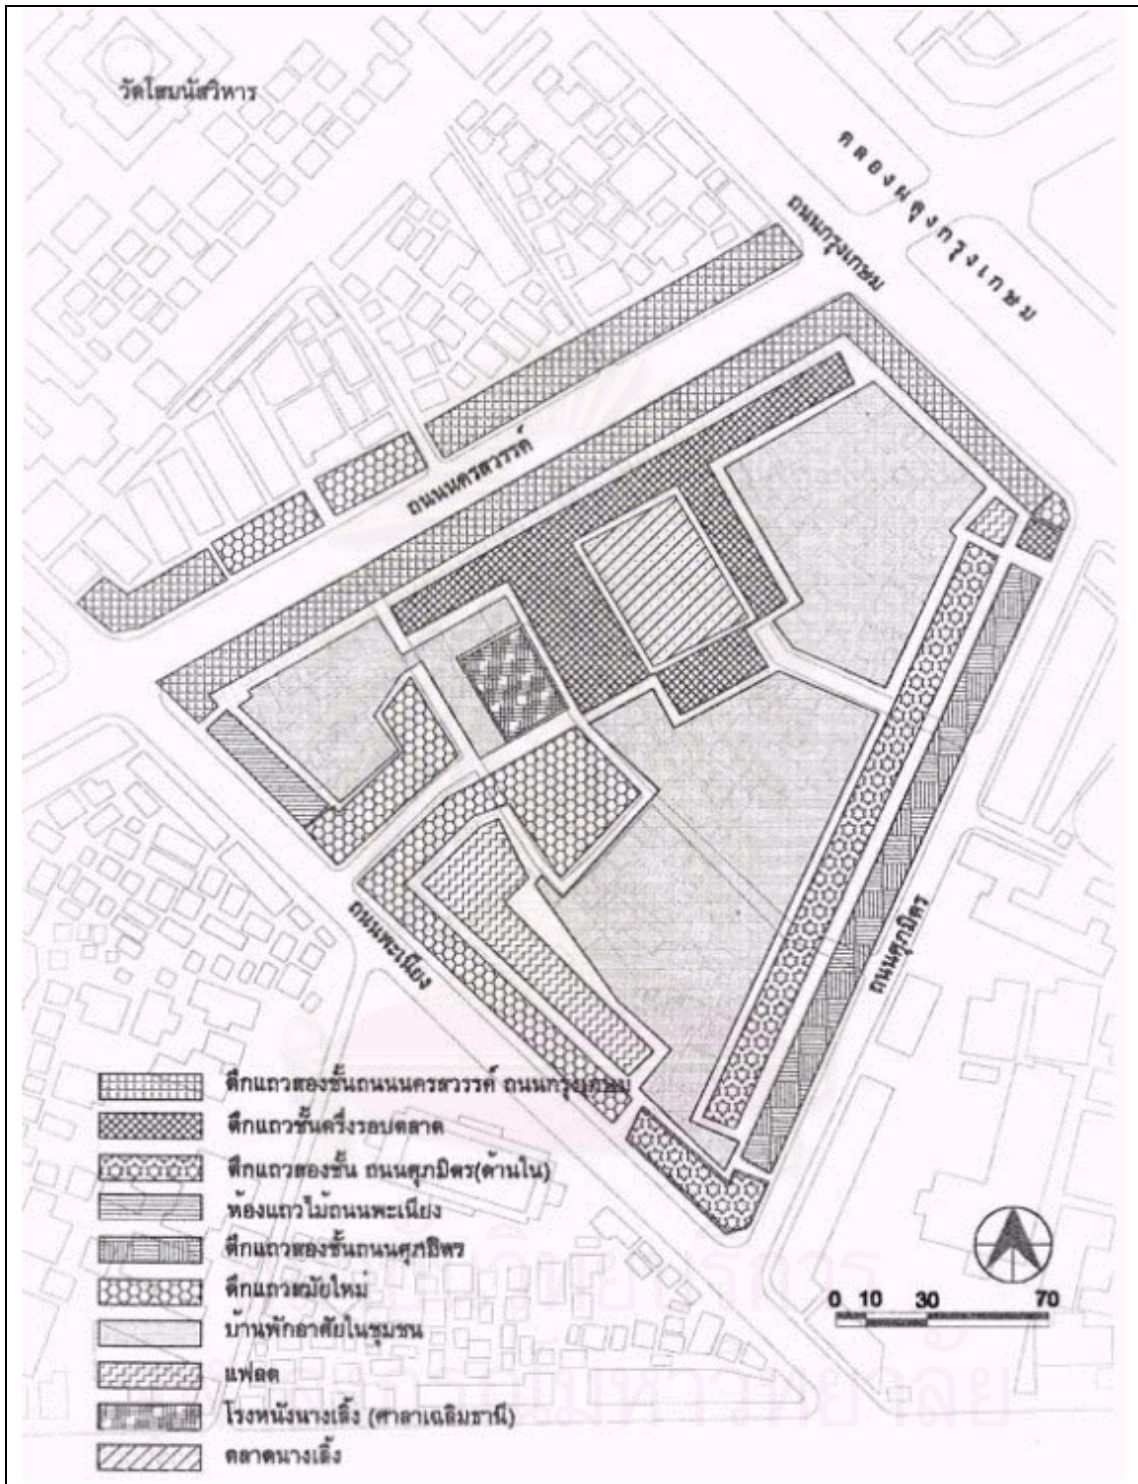 วัดโสมนัสวิหาร
คลองผดุงกรุงเกษม
ถนนกรุงเกษม
ถนนนครสวรรค์
ถนนพะเนียง
ถนนศุภมิตร
ตึกแถวสองชั้นถนนนครสวรรค์ ถนนกรุงเกษม
ตึกแถวชั้นครึ่งรอบตลาด
ตึกแถวสองชั้น ถนนศุภมิตร(ด้านใน)
ห้องแถวไม้ถนนพะเนียง
ตึกแถวสองชั้นถนนศุภมิตร
ตึกแถวสมัยใหม่
บ้านพักอาศัยในชุมชน
แฟลต
โรงหนังนางเลิ้ง (ศาลาเฉลิมธานี)
ตลาดนางเลิ้ง
0 10 30 70